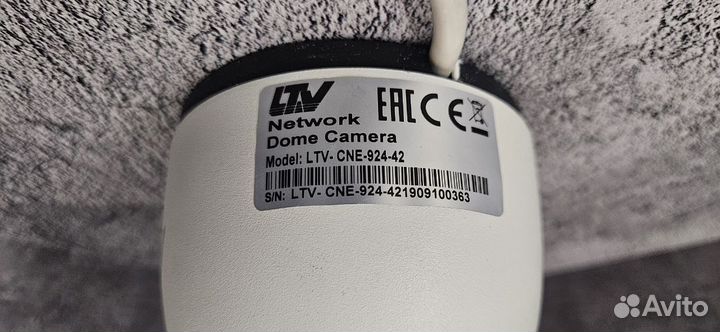 LTV
EAC CE
Network
Dome Camera
Model: LTV- CNE-924-42
S/N: LTV- CNE-924-421909100363
Avito